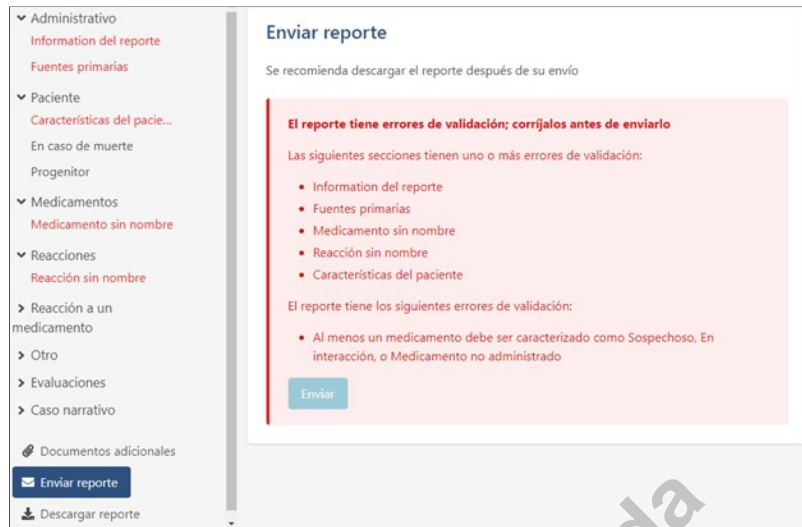 Administrativo
Information del reporte
Fuentes primarias
Paciente
Características del pacie...
En caso de muerte
Progenitor
Medicamentos
Medicamento sin nombre
Reacciones
Reacción sin nombre
Reacción a un
medicamento
Otro
Evaluaciones
Caso narrativo
Documentos adicionales
Enviar reporte
Descargar reporte
Enviar reporte
Se recomienda descargar el reporte después de su envío
El reporte tiene errores de validación; corríjalos antes de enviarlo
Las siguientes secciones tienen uno o más errores de validación:
• Information del reporte
• Fuentes primarias
• Medicamento sin nombre
• Reacción sin nombre
• Características del paciente
El reporte tiene los siguientes errores de validación:
• Al menos un medicamento debe ser caracterizado como Sospechoso, En
interacción, o Medicamento no administrado
Enviar